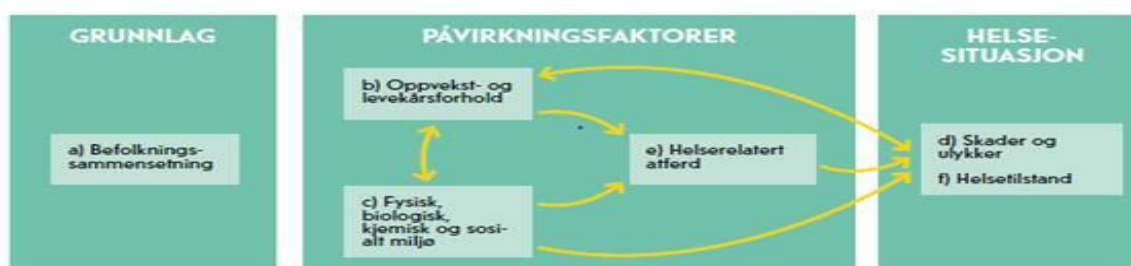 GRUNNLAG
a) Befolknings-
sammensetning
PÅVIRKNINGSFAKTORER
b) Oppvekst- og
levekårsforhold
c) Fysisk,
biologisk,
kjemisk og sosi-
alt miljø
e) Helserelatert
atferd
HELSE-
SITUASJON
d) Skader og
ulykker
f) Helsetilstand